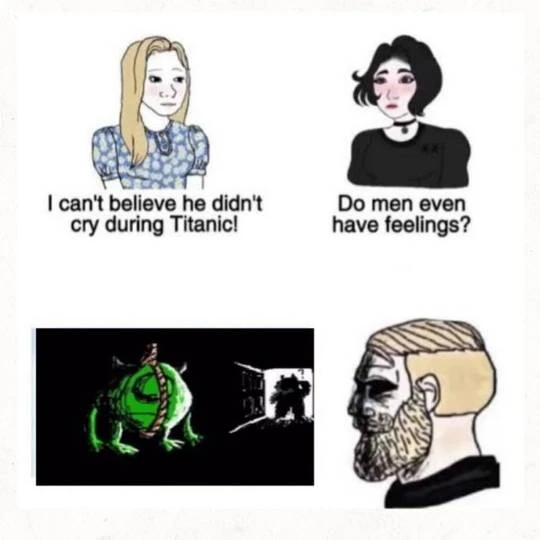 I can't believe he didn't
cry during Titanic!
Do men even
have feelings?